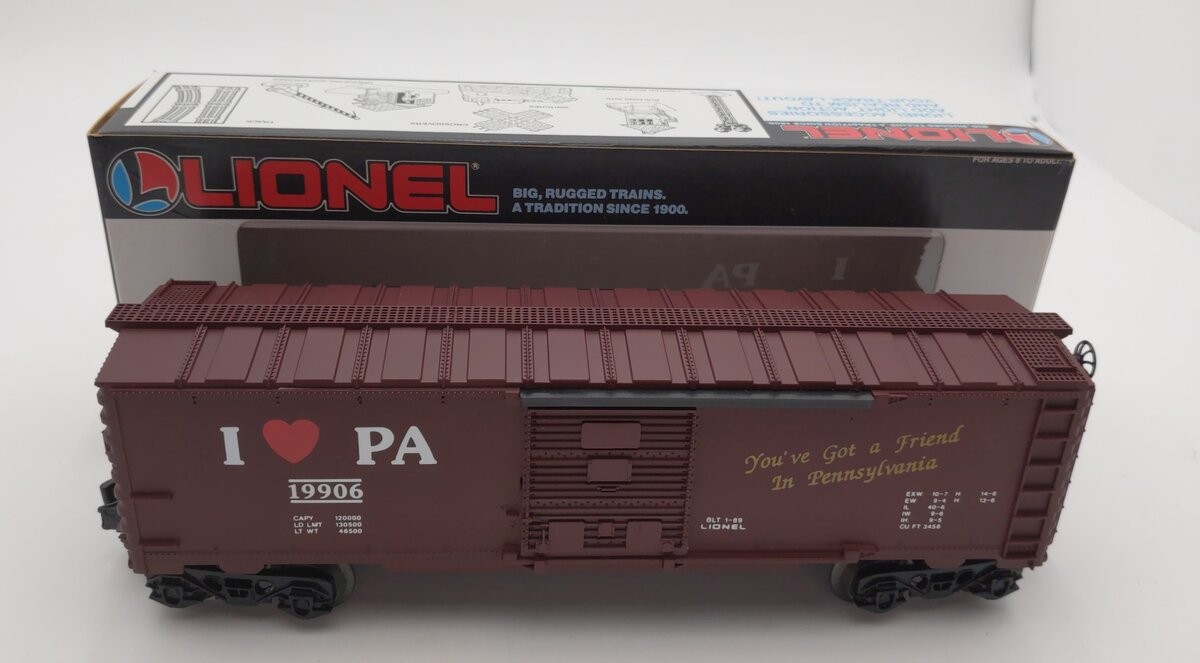 LIONEL
FOR AGES 8 TO ADULT.
LIONEL®
BIG, RUGGED TRAINS.
A TRADITION SINCE 1900.
I PA
I ♥ PA
19906
CAPY 120000
LD LMT 130500
LT WT 46500
BLT 1-89
LIONEL
You've Got a Friend
In Pennsylvania
EXW 10-7 H 14-6
EW 9-4 H 12-6
IL 40-6
IW 9-6
IH 9-5
CU FT 3458